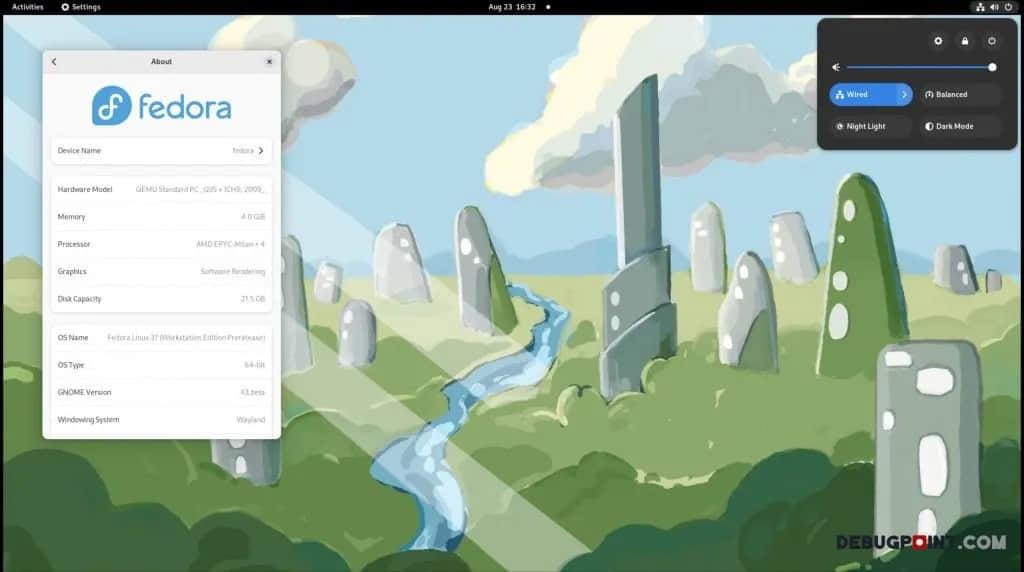 Activities Settings Aug 23 16:32
About
fedora
Device Name fedora
Hardware Model QEMU Standard PC _Q35 + ICH9, 2009_
Memory 4.0 GiB
Processor AMD EPYC-Milan × 4
Graphics Software Rendering
Disk Capacity 21.5 GB
OS Name Fedora Linux 37 (Workstation Edition Prerelease)
OS Type 64-bit
GNOME Version 43.beta
Windowing System Wayland
Wired Balanced
Night Light Dark Mode
DEBUGPOINT.COM